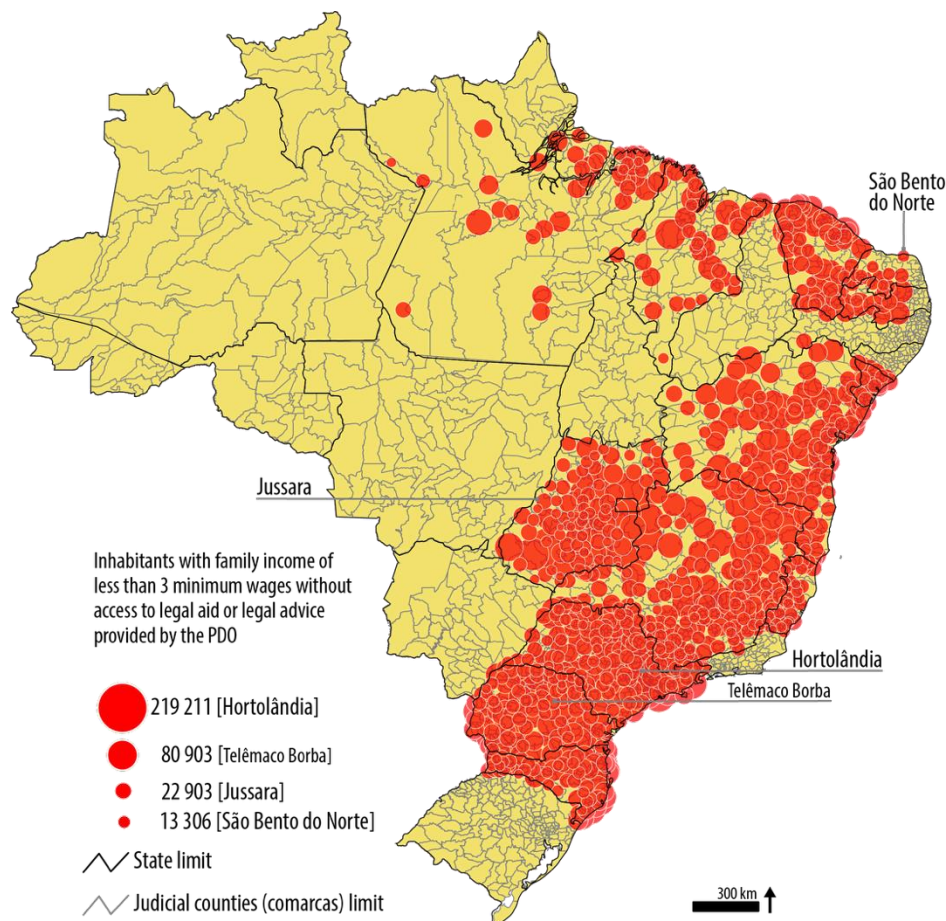 São Bento
do Norte
Jussara
Inhabitants with family income of
less than 3 minimum wages without
access to legal aid or legal advice
provided by the PDO
Hortolândia
Telêmaco Borba
219 211 [Hortolândia]
80 903 [Telêmaco Borba]
22 903 [Jussara]
13 306 [São Bento do Norte]
State limit
Judicial counties (comarcas) limit
300 km